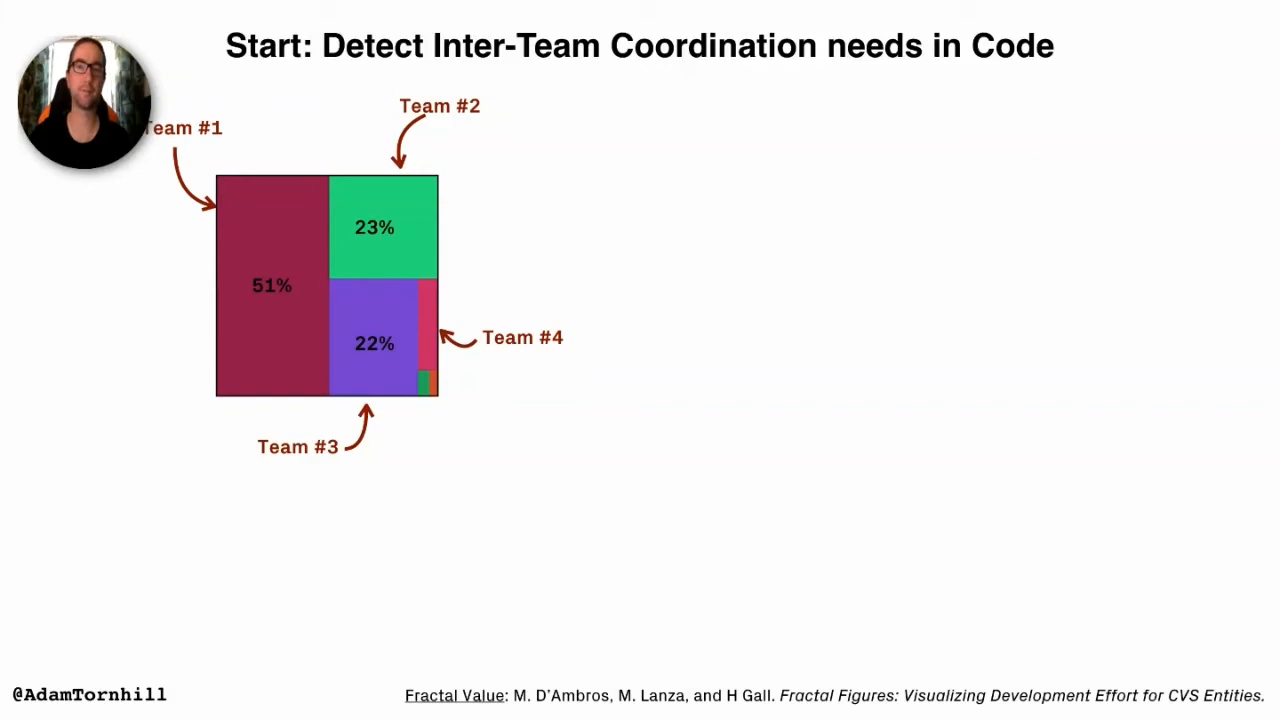 Start: Detect Inter-Team Coordination needs in Code
Team #2
Team #1
23%
51%
22%
Team #4
Team #3
@AdamTornhill
Fractal Value: M. D'Ambros, M. Lanza, and H Gall. Fractal Figures: Visualizing Development Effort for CVS Entities.